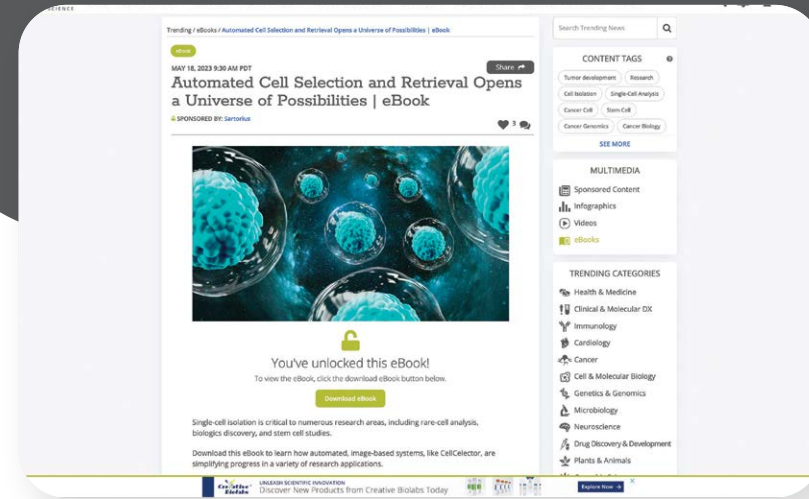 SCIENCE
Trending / eBooks / Automated Cell Selection and Retrieval Opens a Universe of Possibilities | eBook
eBook
MAY 18, 2023 9:30 AM PDT
Share
Automated Cell Selection and Retrieval Opens
a Universe of Possibilities | eBook
SPONSORED BY: Sartorius
3
You've unlocked this eBook!
To view the eBook, click the download eBook button below.
Download eBook
Single-cell isolation is critical to numerous research areas, including rare-cell analysis,
biologics discovery, and stem cell studies.
Download this eBook to learn how automated, image-based systems, like CellCelector, are
simplifying progress in a variety of research applications.
Search Trending News
CONTENT TAGS
Tumor development
Research
Cell Isolation
Single-Cell Analysis
Cancer Cell
Stem Cell
Cancer Genomics
Cancer Biology
SEE MORE
MULTIMEDIA
Sponsored Content
Infographics
Videos
eBooks
TRENDING CATEGORIES
Health & Medicine
Clinical & Molecular DX
Immunology
Cardiology
Cancer
Cell & Molecular Biology
Genetics & Genomics
Microbiology
Neuroscience
Drug Discovery & Development
Plants & Animals
Creative
Biolabs
SCIENTIFIC INNOVATION
Discover New Products from Creative Biolabs Today
Explore Now